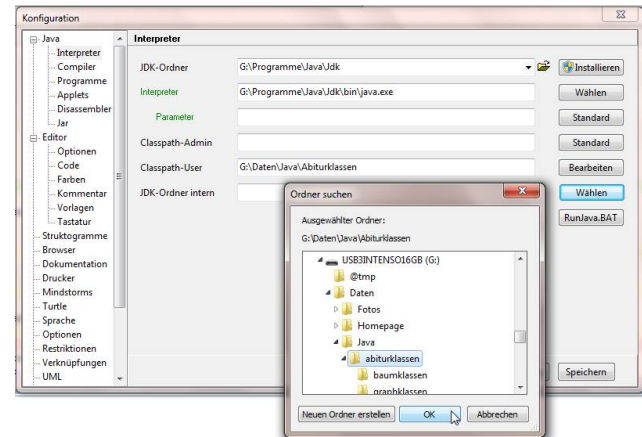 Konfiguration
Java
Interpreter
Compiler
Programme
Applets
Disassembler
Jar
Editor
Optionen
Code
Farben
Kommentar
Vorlagen
Tastatur
Struktogramme
Browser
Dokumentation
Drucker
Mindstorms
Turtle
Sprache
Optionen
Restriktionen
Verknüpfungen
UML
Interpreter
JDK-Ordner G:\Programme\Java\Jdk Installieren
Interpreter G:\Programme\Java\Jdk\bin\java.exe Wählen
Parameter Standard
Classpath-Admin Standard
Classpath-User G:\Daten\Java\Abiturklassen Bearbeiten
JDK-Ordner intern Wählen
RunJava.BAT
Speichern
Ordner suchen
Ausgewählter Ordner:
G:\Daten\Java\Abiturklassen
USB3INTENSO16GB (G:)
@tmp
Daten
Fotos
Homepage
Java
abiturklassen
baumklassen
graphklassen
Neuen Ordner erstellen OK Abbrechen